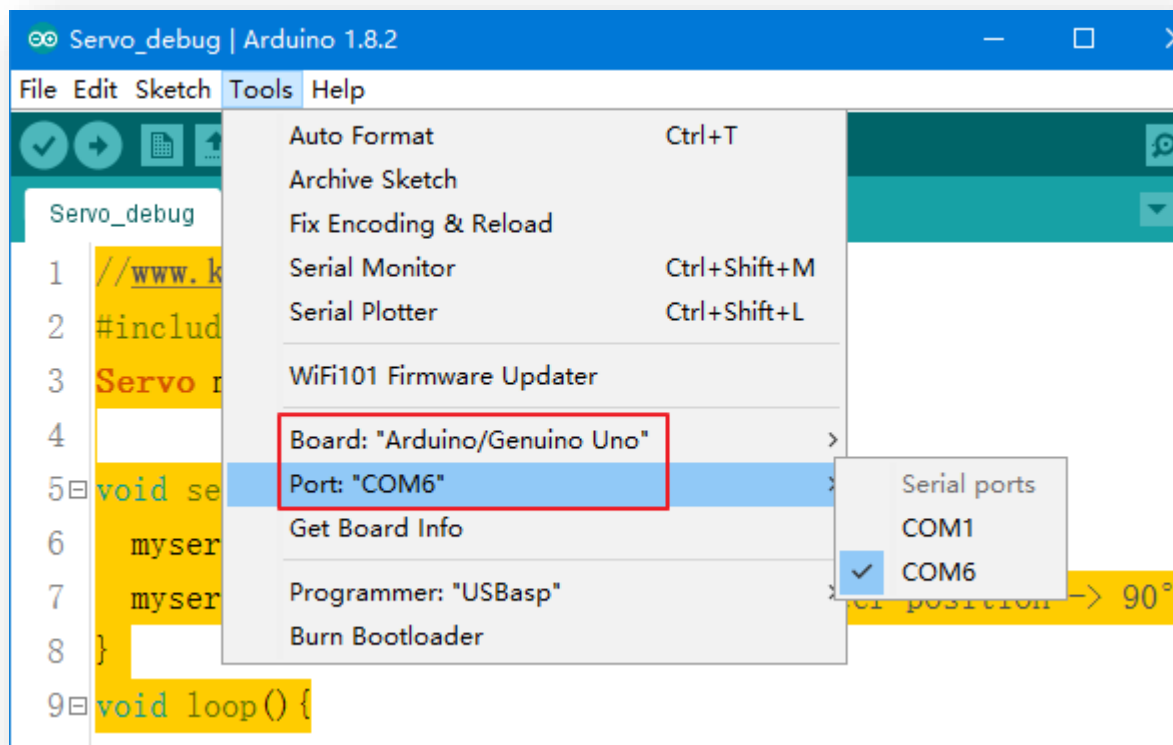 Servo_debug | Arduino 1.8.2
File Edit Sketch Tools Help
Auto Format Ctrl+T
Archive Sketch
Fix Encoding & Reload
Serial Monitor Ctrl+Shift+M
Serial Plotter Ctrl+Shift+L
WiFi101 Firmware Updater
Board: "Arduino/Genuino Uno"
Port: "COM6"
Get Board Info
Programmer: "USBasp"
Burn Bootloader
Serial ports
COM1
COM6
Servo_debug
1 //www.k
2 #includ
3 Servo
4
5 void se
6 myser
7 myser position -> 90°
8 }
9 void loop(){